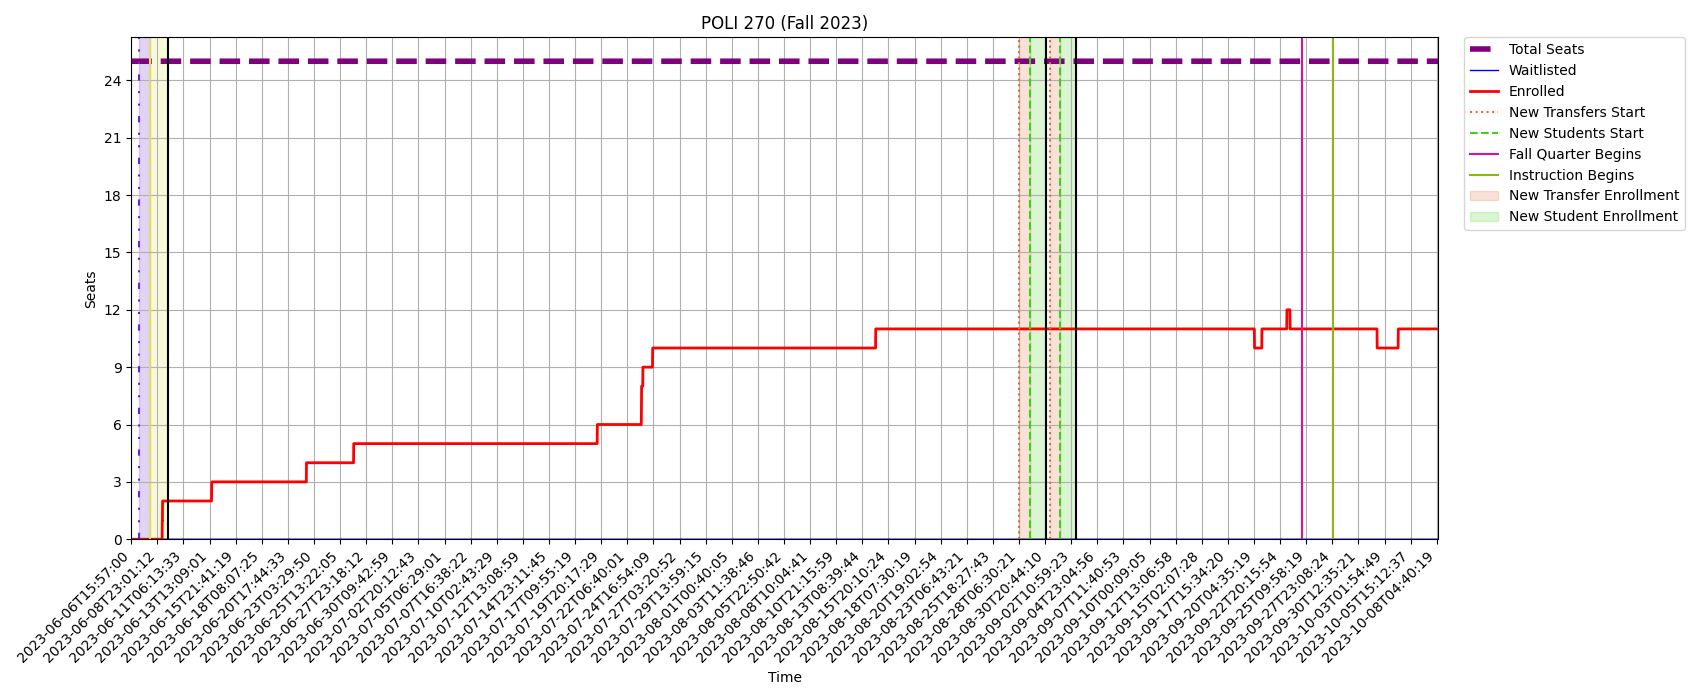 POLI 270 (Fall 2023)
Total Seats
Waitlisted
Enrolled
New Transfers Start
New Students Start
Fall Quarter Begins
Instruction Begins
New Transfer Enrollment
New Student Enrollment
Seats
24
21
18
15
12
9
6
3
0
2023-06-06T15:57:00
2023-06-08T23:01:12
2023-06-11T06:13:33
2023-06-13T13:09:01
2023-06-15T21:41:19
2023-06-18T08:07:25
2023-06-20T17:44:33
2023-06-23T03:29:50
2023-06-25T13:22:05
2023-06-27T23:18:12
2023-06-30T09:42:59
2023-07-02T20:12:43
2023-07-05T06:29:01
2023-07-07T16:38:22
2023-07-10T02:43:29
2023-07-12T13:08:59
2023-07-14T23:11:45
2023-07-17T09:55:19
2023-07-19T20:17:29
2023-07-22T06:40:01
2023-07-24T16:54:09
2023-07-27T03:20:52
2023-07-29T13:59:15
2023-08-01T00:40:05
2023-08-03T11:38:46
2023-08-05T22:50:42
2023-08-08T10:04:41
2023-08-10T21:15:59
2023-08-13T08:39:44
2023-08-15T20:10:24
2023-08-18T07:30:19
2023-08-20T19:02:54
2023-08-23T06:43:21
2023-08-25T18:27:43
2023-08-28T06:30:21
2023-08-30T20:44:10
2023-09-02T10:59:23
2023-09-04T23:04:56
2023-09-07T11:40:53
2023-09-10T00:09:05
2023-09-12T13:06:58
2023-09-15T02:07:28
2023-09-17T15:34:20
2023-09-20T04:35:19
2023-09-22T20:15:54
2023-09-25T09:58:19
2023-09-27T23:08:24
2023-09-30T12:35:21
2023-10-03T01:54:49
2023-10-05T15:12:37
2023-10-08T04:40:19
Time